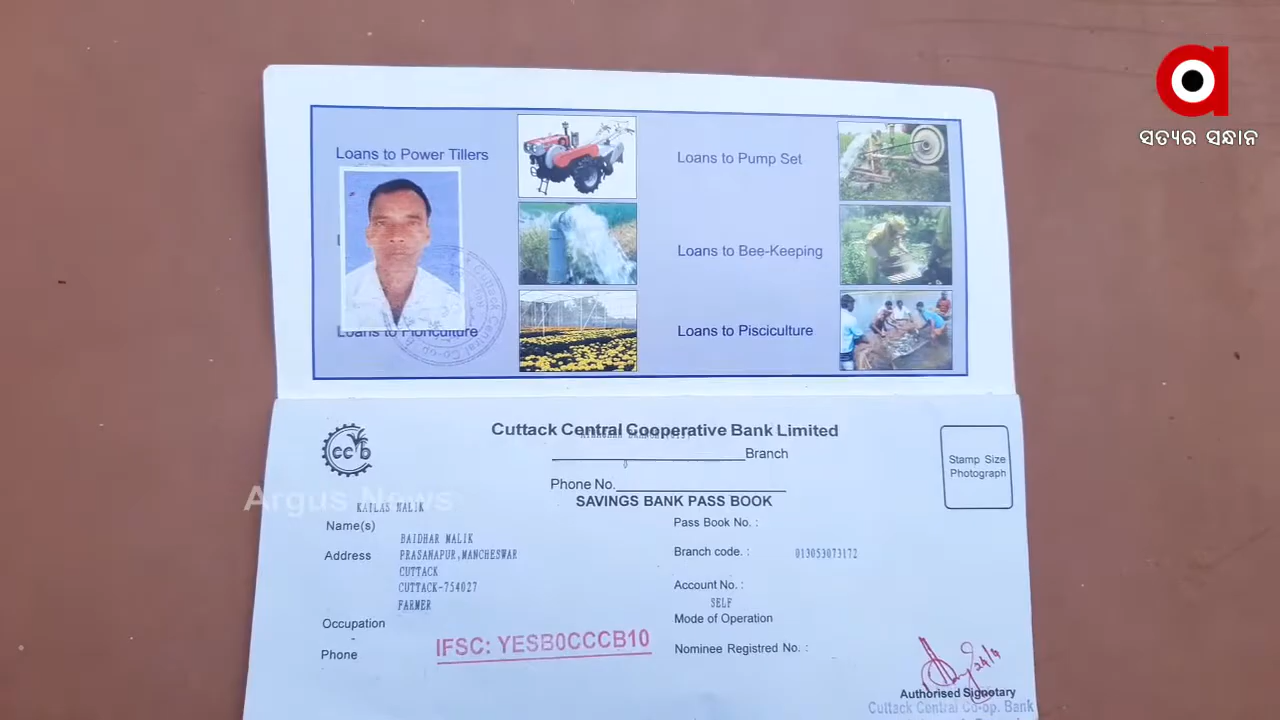 ସତ୍ୟର ସନ୍ଧାନ
Loans to Power Tillers
Loans to Pump Set
Loans to Bee-Keeping
Loans to Floriculture
Loans to Pisciculture
ccb
Cuttack Central Cooperative Bank Limited
Branch
Phone No.
SAVINGS BANK PASS BOOK
Stamp Size
Photograph
Argus News
KAILAS MALIK
Name(s)
Pass Book No. :
BAIDHAR MALIK
Address PRASANAPUR,MANCHESWAR
Branch code. : 013053073172
CUTTACK
CUTTACK-754027
Account No. :
FARMER
SELF
Occupation
Mode of Operation
-
Phone
IFSC: YESB0CCCB10
Nominee Registred No. :
Authorised Signotary
Cuttack Central Co-op. Bank